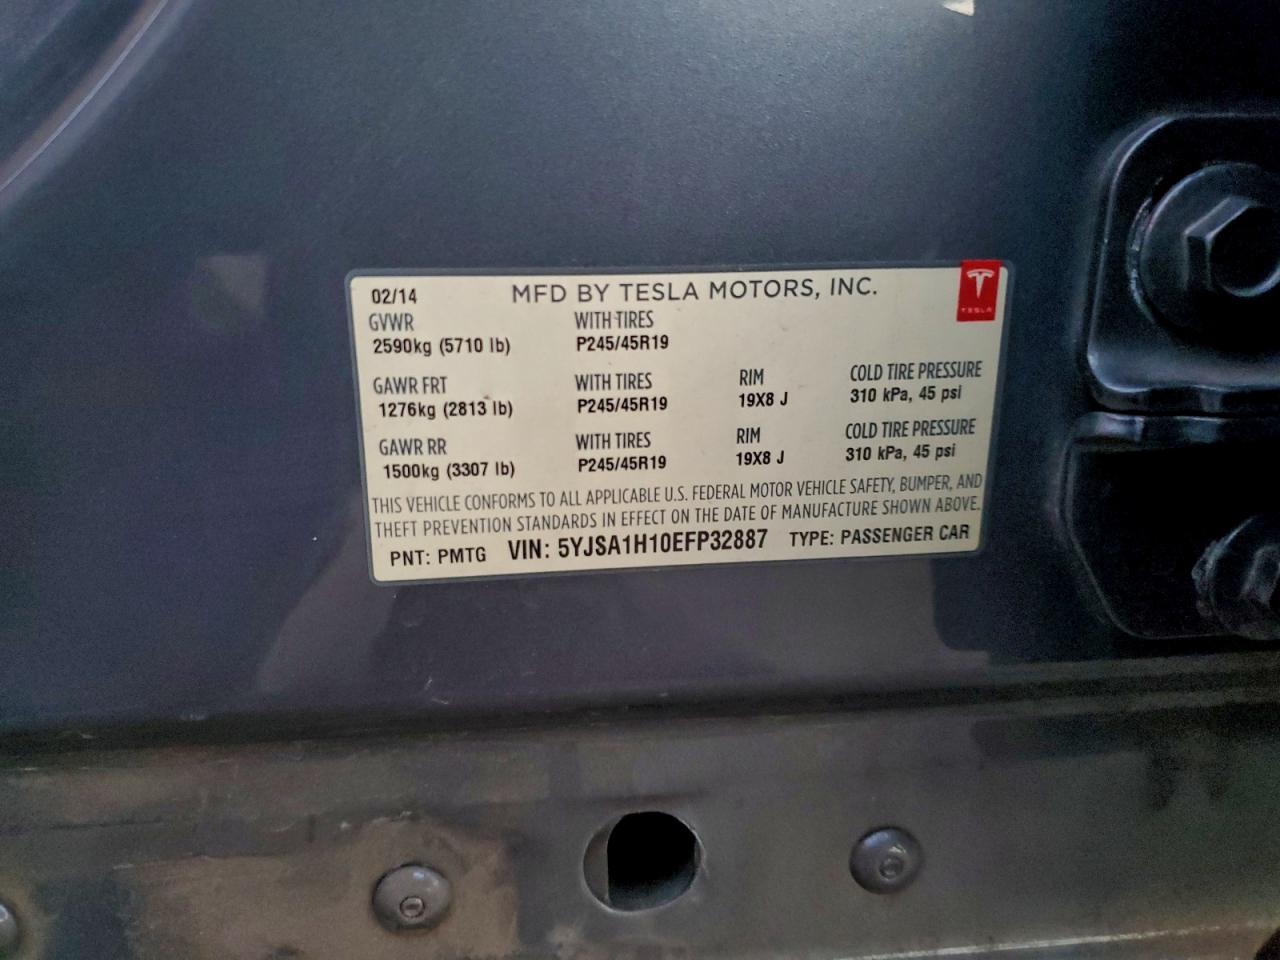 02/14 MFD BY TESLA MOTORS, INC.
TESLA
GVWR WITH TIRES
2590kg (5710 lb) P245/45R19
GAWR FRT WITH TIRES RIM COLD TIRE PRESSURE
1276kg (2813 lb) P245/45R19 19X8 J 310 kPa, 45 psi
GAWR RR WITH TIRES RIM COLD TIRE PRESSURE
1500kg (3307 lb) P245/45R19 19X8 J 310 kPa, 45 psi
THIS VEHICLE CONFORMS TO ALL APPLICABLE U.S. FEDERAL MOTOR VEHICLE SAFETY, BUMPER, AND
THEFT PREVENTION STANDARDS IN EFFECT ON THE DATE OF MANUFACTURE SHOWN ABOVE.
PNT: PMTG VIN: 5YJSA1H10EFP32887 TYPE: PASSENGER CAR